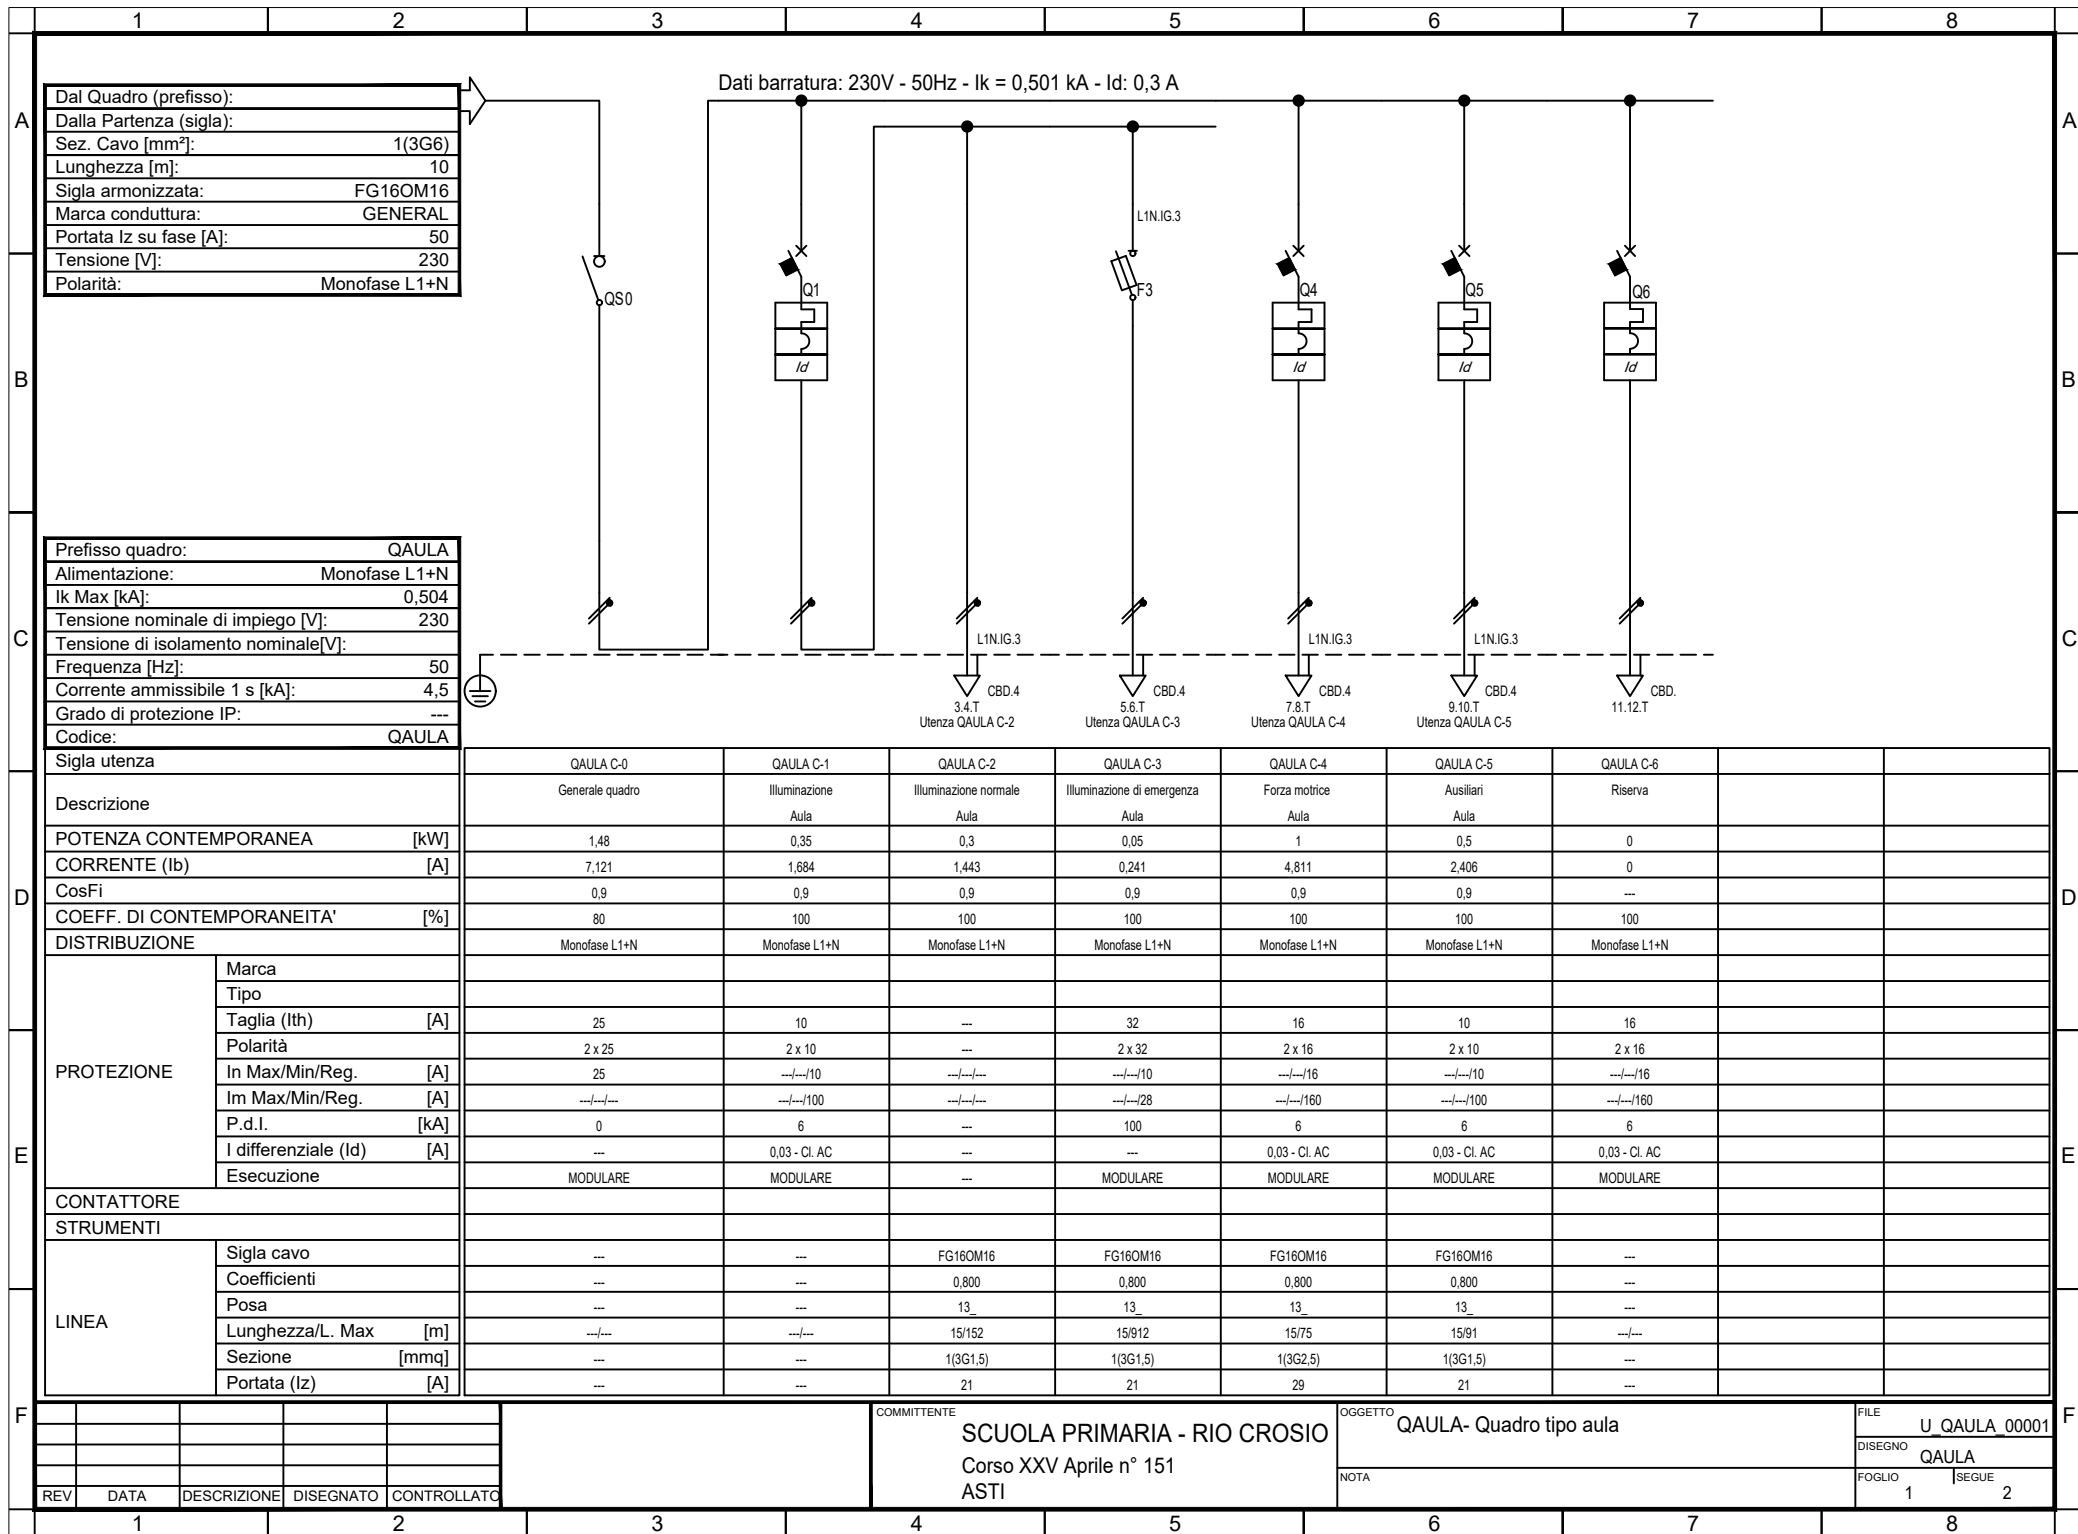 1 2 3 4 5 6 7 8
Dati barratura: 230V - 50Hz - Ik = 0,501 kA - Id: 0,3 A
A A
Dal Quadro (prefisso):
Dalla Partenza (sigla):
Sez. Cavo [mm²]: 1(3G6)
Lunghezza [m]: 10
Sigla armonizzata: FG16OM16
Marca conduttura: GENERAL
Portata Iz su fase [A]: 50
Tensione [V]: 230
Polarità: Monofase L1+N
L1N.IG.3
QS0 Q1 F3 Q4 Q5 Q6
Id Id Id Id
B B
Prefisso quadro: QAULA
Alimentazione: Monofase L1+N
Ik Max [kA]: 0,504
Tensione nominale di impiego [V]: 230
Tensione di isolamento nominale[V]:
Frequenza [Hz]: 50
Corrente ammissibile 1 s [kA]: 4,5
Grado di protezione IP: ---
Codice: QAULA
C C
L1N.IG.3 L1N.IG.3 L1N.IG.3
CBD.4 CBD.4 CBD.4 CBD.4 CBD.
3.4.T 5.6.T 7.8.T 9.10.T 11.12.T
Utenza QAULA C-2 Utenza QAULA C-3 Utenza QAULA C-4 Utenza QAULA C-5
Sigla utenza QAULA C-0 QAULA C-1 QAULA C-2 QAULA C-3 QAULA C-4 QAULA C-5 QAULA C-6
Descrizione Generale quadro Illuminazione Illuminazione normale Illuminazione di emergenza Forza motrice Ausiliari Riserva
Aula Aula Aula Aula Aula
POTENZA CONTEMPORANEA [kW] 1,48 0,35 0,3 0,05 1 0,5 0
CORRENTE (Ib) [A] 7,121 1,684 1,443 0,241 4,811 2,406 0
D CosFi 0,9 0,9 0,9 0,9 0,9 0,9 --- D
COEFF. DI CONTEMPORANEITA' [%] 80 100 100 100 100 100 100
DISTRIBUZIONE Monofase L1+N Monofase L1+N Monofase L1+N Monofase L1+N Monofase L1+N Monofase L1+N Monofase L1+N
PROTEZIONE
Marca
Tipo
Taglia (Ith) [A] 25 10 --- 32 16 10 16
Polarità 2 x 25 2 x 10 --- 2 x 32 2 x 16 2 x 10 2 x 16
In Max/Min/Reg. [A] 25 ---/---/10 ---/---/--- ---/---/10 ---/---/16 ---/---/10 ---/---/16
Im Max/Min/Reg. [A] ---/---/--- ---/---/100 ---/---/--- ---/---/28 ---/---/160 ---/---/100 ---/---/160
P.d.I. [kA] 0 6 --- 100 6 6 6
E I differenziale (Id) [A] --- 0,03 - Cl. AC --- --- 0,03 - Cl. AC 0,03 - Cl. AC 0,03 - Cl. AC E
Esecuzione MODULARE MODULARE --- MODULARE MODULARE MODULARE MODULARE
CONTATTORE
STRUMENTI
LINEA
Sigla cavo --- --- FG16OM16 FG16OM16 FG16OM16 FG16OM16 ---
Coefficienti --- --- 0,800 0,800 0,800 0,800 ---
Posa --- --- 13_ 13_ 13_ 13_ ---
Lunghezza/L. Max [m] ---/--- ---/--- 15/152 15/912 15/75 15/91 ---/---
Sezione [mmq] --- --- 1(3G1,5) 1(3G1,5) 1(3G2,5) 1(3G1,5) ---
Portata (Iz) [A] --- --- 21 21 29 21 ---
F F
REV DATA DESCRIZIONE DISEGNATO CONTROLLATO
COMMITTENTE
SCUOLA PRIMARIA - RIO CROSIO
Corso XXV Aprile n° 151
ASTI
OGGETTO QAULA- Quadro tipo aula
NOTA
FILE U_QAULA_00001
DISEGNO QAULA
FOGLIO 1 SEGUE 2
1 2 3 4 5 6 7 8